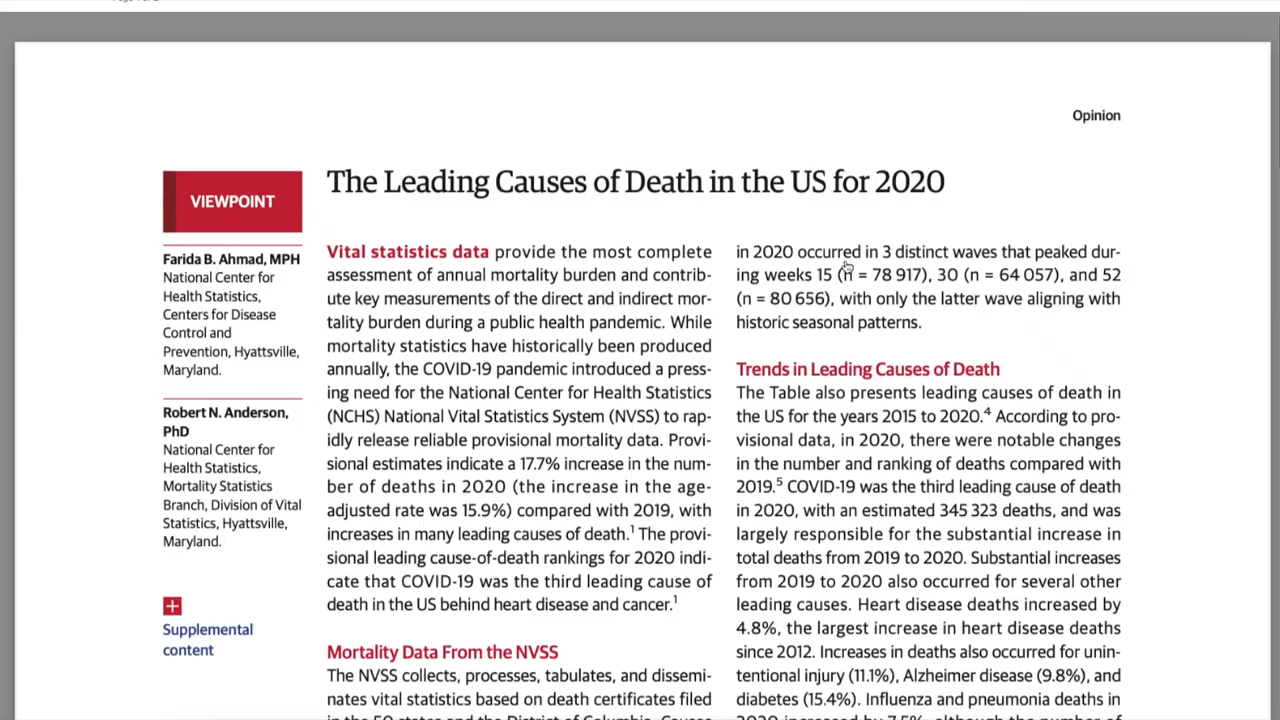 Opinion
VIEWPOINT
The Leading Causes of Death in the US for 2020
Farida B. Ahmad, MPH
National Center for
Health Statistics,
Centers for Disease
Control and
Prevention, Hyattsville,
Maryland.
Robert N. Anderson,
PhD
National Center for
Health Statistics,
Mortality Statistics
Branch, Division of Vital
Statistics, Hyattsville,
Maryland.
Supplemental
content
Vital statistics data provide the most complete
assessment of annual mortality burden and contrib-
ute key measurements of the direct and indirect mor-
tality burden during a public health pandemic. While
mortality statistics have historically been produced
annually, the COVID-19 pandemic introduced a press-
ing need for the National Center for Health Statistics
(NCHS) National Vital Statistics System (NVSS) to rap-
idly release reliable provisional mortality data. Provi-
sional estimates indicate a 17.7% increase in the num-
ber of deaths in 2020 (the increase in the age-
adjusted rate was 15.9%) compared with 2019, with
increases in many leading causes of death.1 The provi-
sional leading cause-of-death rankings for 2020 indi-
cate that COVID-19 was the third leading cause of
death in the US behind heart disease and cancer.1
Mortality Data From the NVSS
The NVSS collects, processes, tabulates, and dissemi-
nates vital statistics based on death certificates filed
in the 50 states and the District of Columbia. Causes
in 2020 occurred in 3 distinct waves that peaked dur-
ing weeks 15 (n = 78 917), 30 (n = 64 057), and 52
(n = 80 656), with only the latter wave aligning with
historic seasonal patterns.
Trends in Leading Causes of Death
The Table also presents leading causes of death in
the US for the years 2015 to 2020.4 According to pro-
visional data, in 2020, there were notable changes
in the number and ranking of deaths compared with
2019.5 COVID-19 was the third leading cause of death
in 2020, with an estimated 345 323 deaths, and was
largely responsible for the substantial increase in
total deaths from 2019 to 2020. Substantial increases
from 2019 to 2020 also occurred for several other
leading causes. Heart disease deaths increased by
4.8%, the largest increase in heart disease deaths
since 2012. Increases in deaths also occurred for unin-
tentional injury (11.1%), Alzheimer disease (9.8%), and
diabetes (15.4%). Influenza and pneumonia deaths in
2020 increased by 7.5%, although the number of